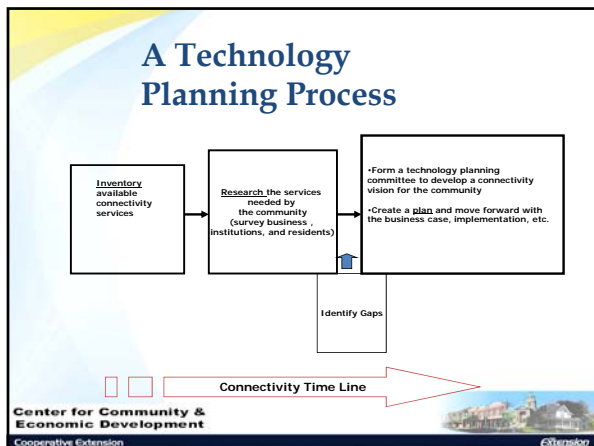 A Technology
Planning Process
Inventory
available
connectivity
services
Research the services
needed by
the community
(survey business ,
institutions, and residents)
•Form a technology planning
committee to develop a connectivity
vision for the community
•Create a plan and move forward with
the business case, implementation, etc.
Identify Gaps
Connectivity Time Line
Center for Community &
Economic Development
Cooperative Extension
Extension